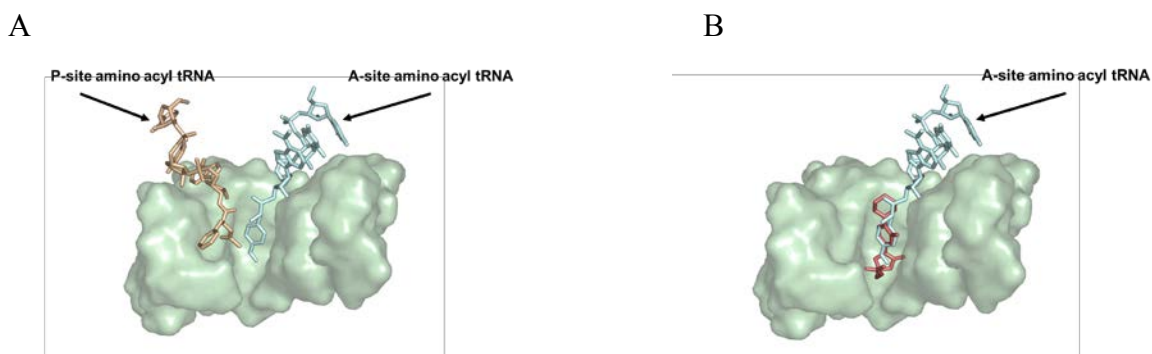 A
B
P-site amino acyl tRNA
A-site amino acyl tRNA
A-site amino acyl tRNA